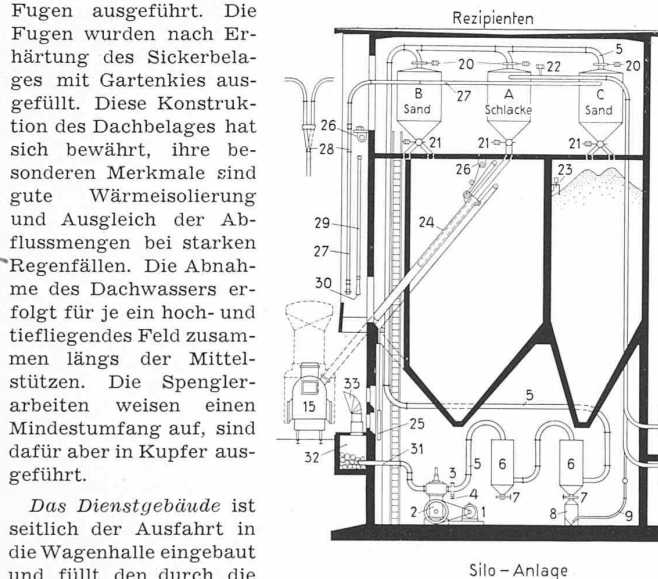 Fugen ausgeführt. Die
Fugen wurden nach Er-
härtung des Sickerbela-
ges mit Gartenkies aus-
gefüllt. Diese Konstruk-
tion des Dachbelages hat
sich bewährt, ihre be-
sonderen Merkmale sind
gute Wärmeisolierung
und Ausgleich der Ab-
flussmengen bei starken
Regenfällen. Die Abnah-
me des Dachwassers er-
folgt für je ein hoch- und
tiefliegendes Feld zusam-
men längs der Mittel-
stützen. Die Spengler-
arbeiten weisen einen
Mindestumfang auf, sind
dafür aber in Kupfer aus-
geführt.
Das Dienstgebäude ist
seitlich der Ausfahrt in
die Wagenhalle eingebaut
und füllt den durch die
Rezipienten
5
20 22 20
B A C
Sand Schlacke Sand
27
26
28
21 21 21
26
23
24
29
27
30
33
15
5
25
32 31
3 5 6 6
4 7 7
2 1 8 9
Silo – Anlage